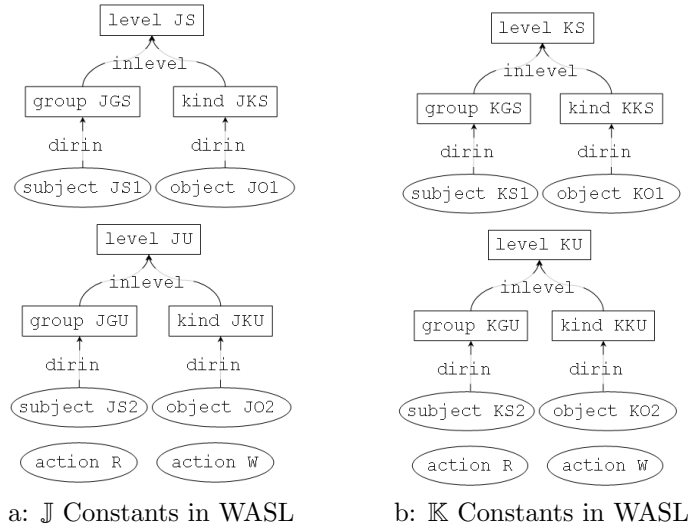 level JS
inlevel
group JGS kind JKS
dirin dirin
subject JS1 object JO1
level JU
inlevel
group JGU kind JKU
dirin dirin
subject JS2 object JO2
action R action W
a: 𝕁 Constants in WASL
level KS
inlevel
group KGS kind KKS
dirin dirin
subject KS1 object KO1
level KU
inlevel
group KGU kind KKU
dirin dirin
subject KS2 object KO2
action R action W
b: 𝕂 Constants in WASL